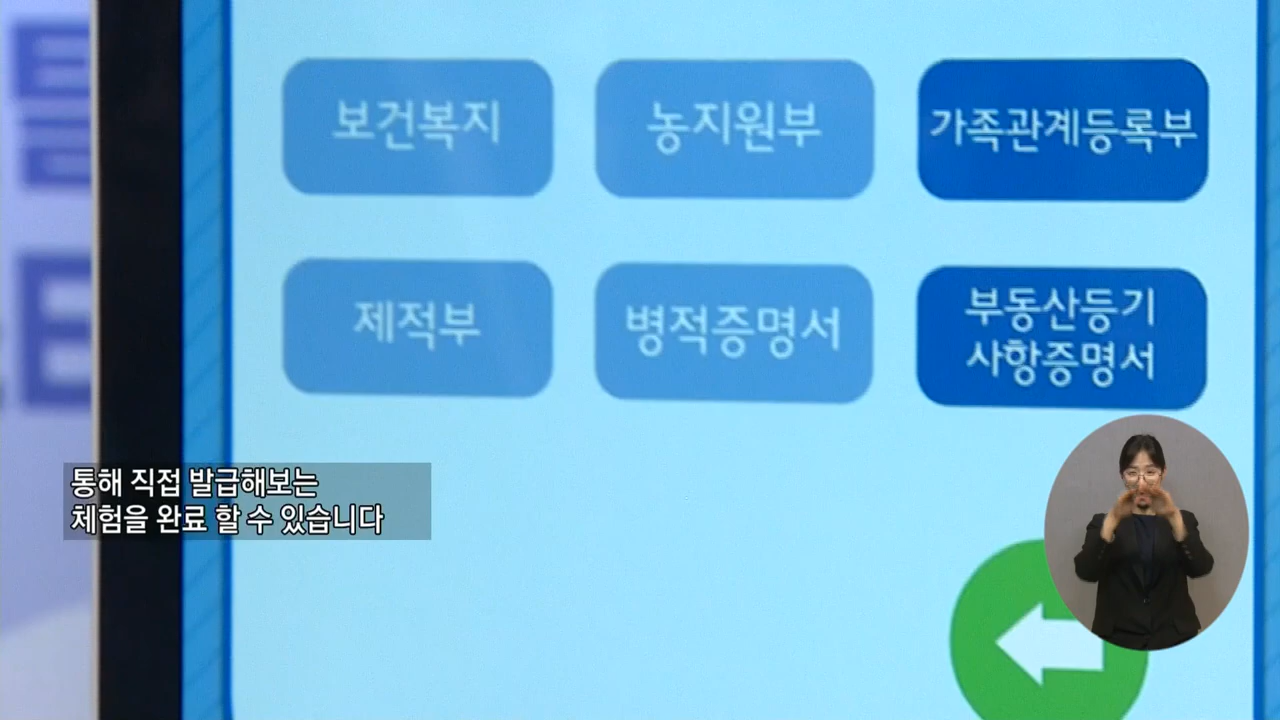 보건복지
농지원부
가족관계등록부
제적부
병적증명서
부동산등기
사항증명서
통해 직접 발급해보는
체험을 완료 할 수 있습니다